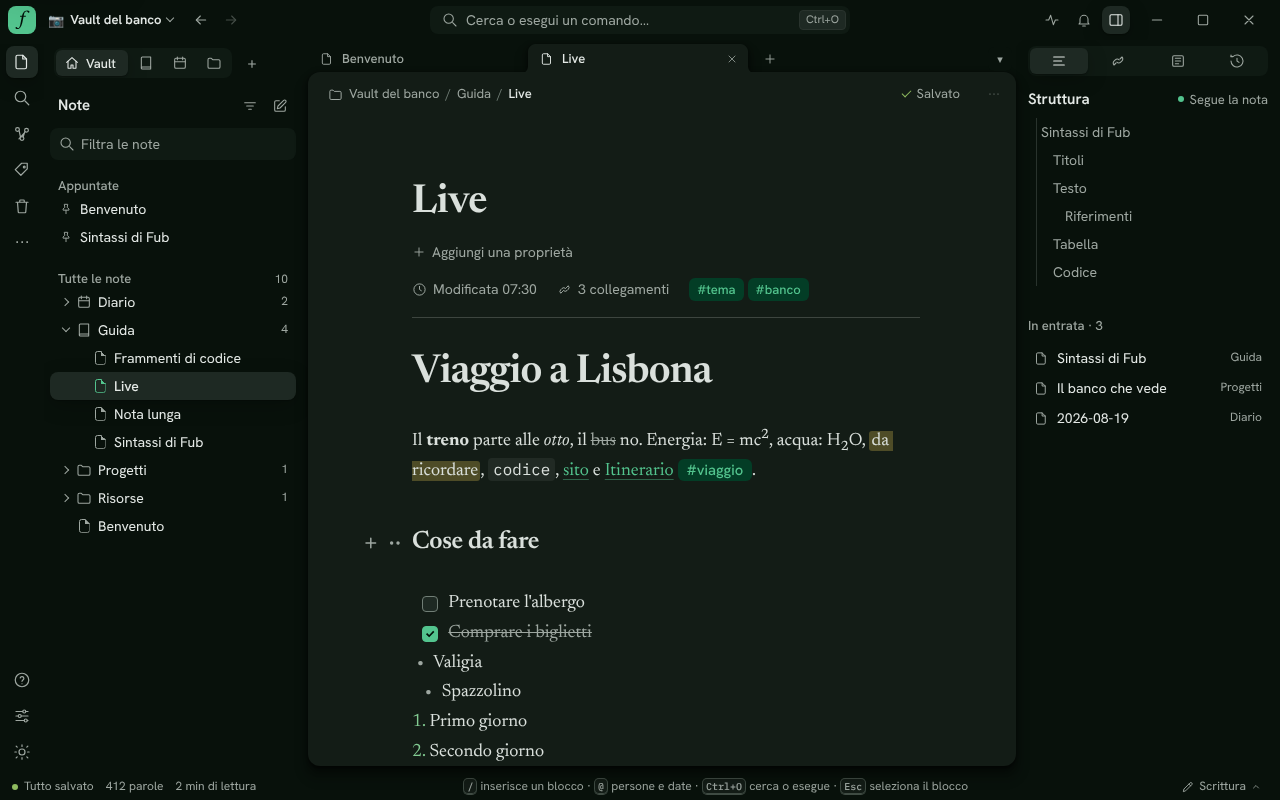 Vault del banco
Cerca o esegui un comando…
Ctrl+O
Vault
Note
Filtra le note
Appuntate
Benvenuto
Sintassi di Fub
Tutte le note 10
Diario 2
Guida 4
Frammenti di codice
Live
Nota lunga
Sintassi di Fub
Progetti 1
Risorse 1
Benvenuto
Benvenuto
Live
Vault del banco / Guida / Live
Salvato
Live
Aggiungi una proprietà
Modificata 07:30
3 collegamenti
#tema
#banco
Viaggio a Lisbona
Il treno parte alle otto, il bus no. Energia: E = mc², acqua: H₂O, da
ricordare, codice, sito e Itinerario #viaggio.
Cose da fare
Prenotare l'albergo
Comprare i biglietti
• Valigia
• Spazzolino
1. Primo giorno
2. Secondo giorno
Struttura
Segue la nota
Sintassi di Fub
Titoli
Testo
Riferimenti
Tabella
Codice
In entrata · 3
Sintassi di Fub Guida
Il banco che vede Progetti
2026-08-19 Diario
Tutto salvato
412 parole
2 min di lettura
/ inserisce un blocco · @ persone e date · Ctrl+O cerca o esegue · Esc seleziona il blocco
Scrittura